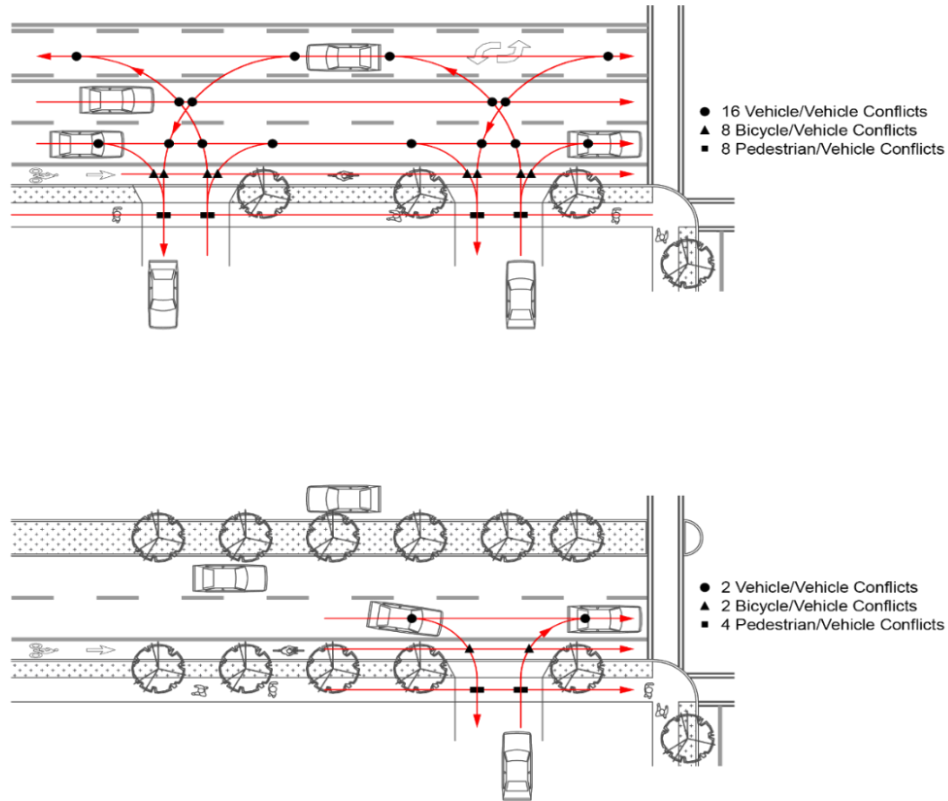 16 Vehicle/Vehicle Conflicts
8 Bicycle/Vehicle Conflicts
8 Pedestrian/Vehicle Conflicts
2 Vehicle/Vehicle Conflicts
2 Bicycle/Vehicle Conflicts
4 Pedestrian/Vehicle Conflicts